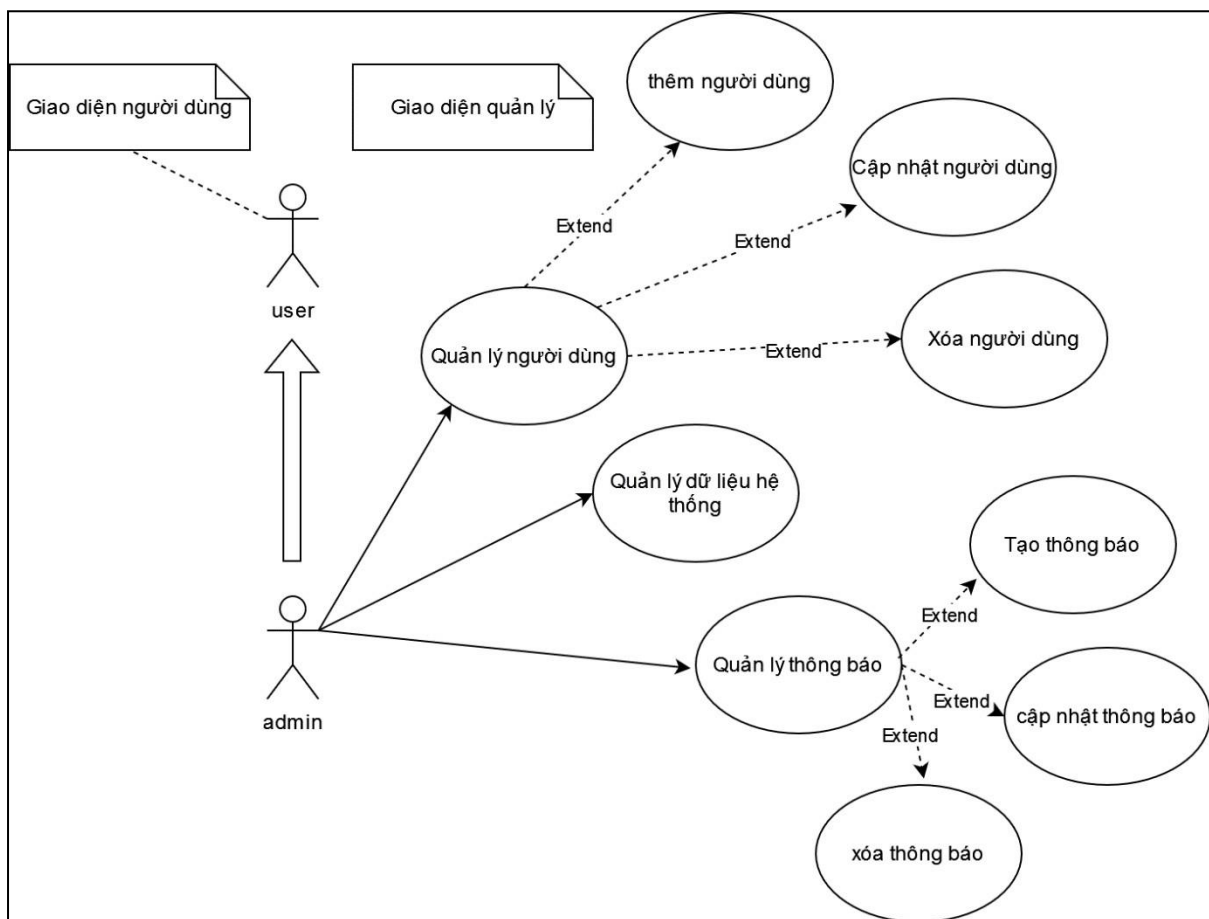 Giao diện người dùng
Giao diện quản lý
thêm người dùng
Cập nhật người dùng
Extend
Extend
user
Quản lý người dùng
Extend
Xóa người dùng
Quản lý dữ liệu hệ
thống
Tạo thông báo
Extend
Quản lý thông báo
Extend
cập nhật thông báo
admin
Extend
xóa thông báo